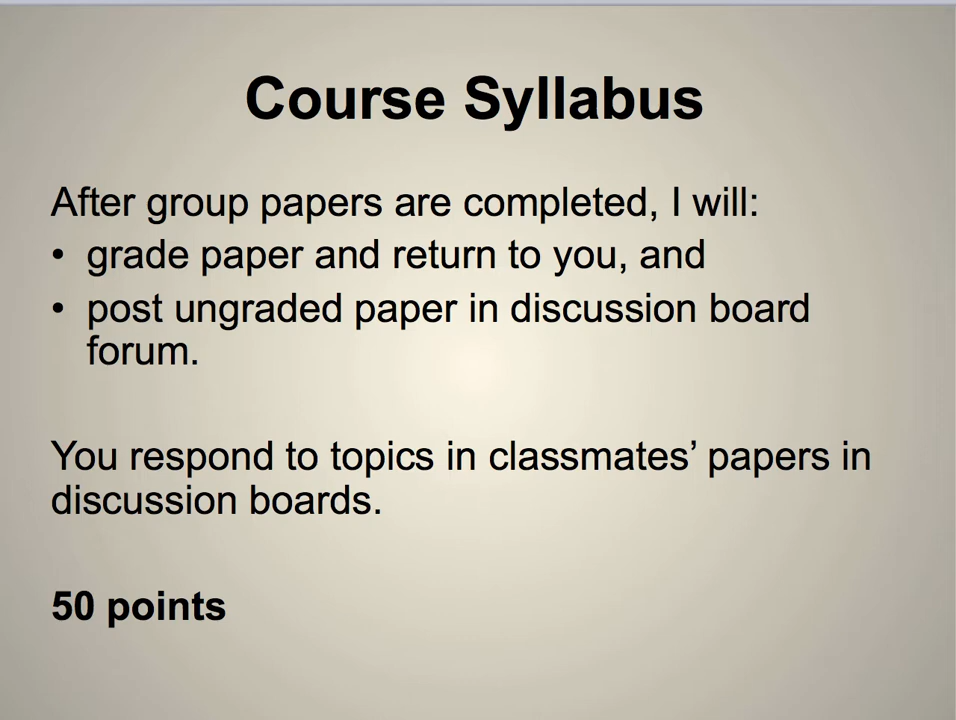 Course Syllabus
After group papers are completed, I will:
• grade paper and return to you, and
• post ungraded paper in discussion board
forum.
You respond to topics in classmates’ papers in
discussion boards.
50 points